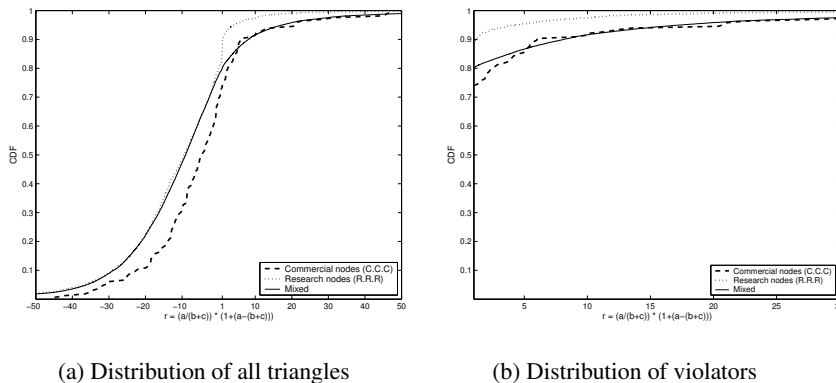 1
0.9
0.8
0.7
0.6
0.5
0.4
0.3
0.2
0.1
CDF
−50 −40 −30 −20 −10 1 10 20 30 40 50
r = (a/(b+c)) * (1+(a−(b+c)))
Commercial nodes (C.C.C)
Research nodes (R.R.R)
Mixed
(a) Distribution of all triangles
1
0.9
0.8
0.7
0.6
0.5
0.4
0.3
0.2
0.1
CDF
5 10 15 20 25 30
r = (a/(b+c)) * (1+(a−(b+c)))
Commercial nodes (C.C.C)
Research nodes (R.R.R)
Mixed
(b) Distribution of violators